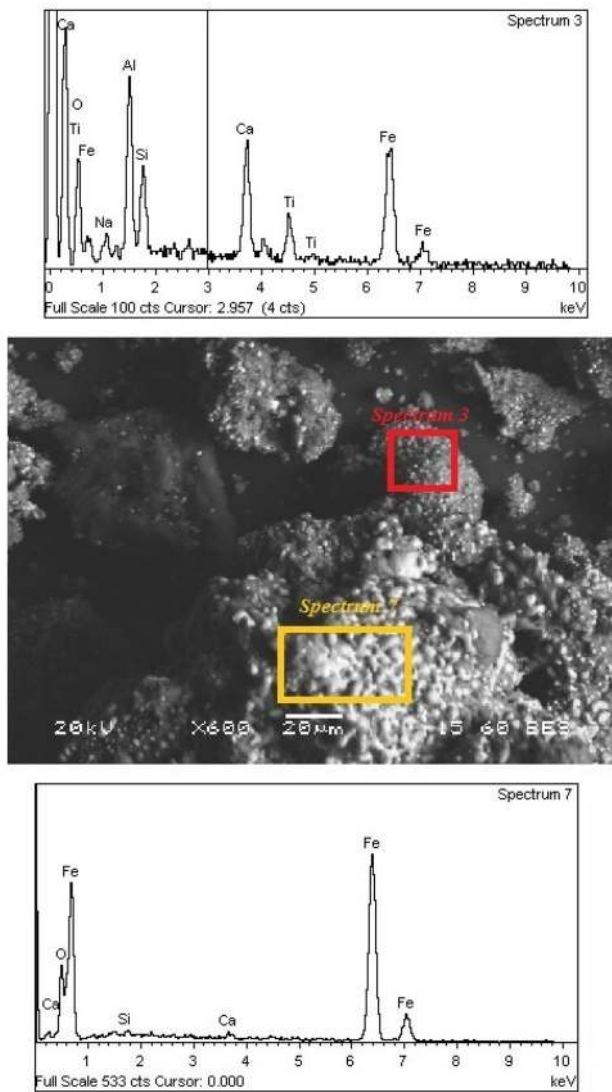 Spectrum 3
Ca
Al
O
Ti
Fe
Si
Na
Ca
Ti
Ti
Fe
Fe
0 1 2 3 4 5 6 7 8 9 10
Full Scale 100 cts Cursor: 2.957 (4 cts)
keV
Spectrum 3
Spectrum 7
20kV X600 20µm 15 60 BES
Spectrum 7
Fe
Fe
O
Ca
Si
Ca
Fe
1 2 3 4 5 6 7 8 9 10
Full Scale 533 cts Cursor: 0.000
keV